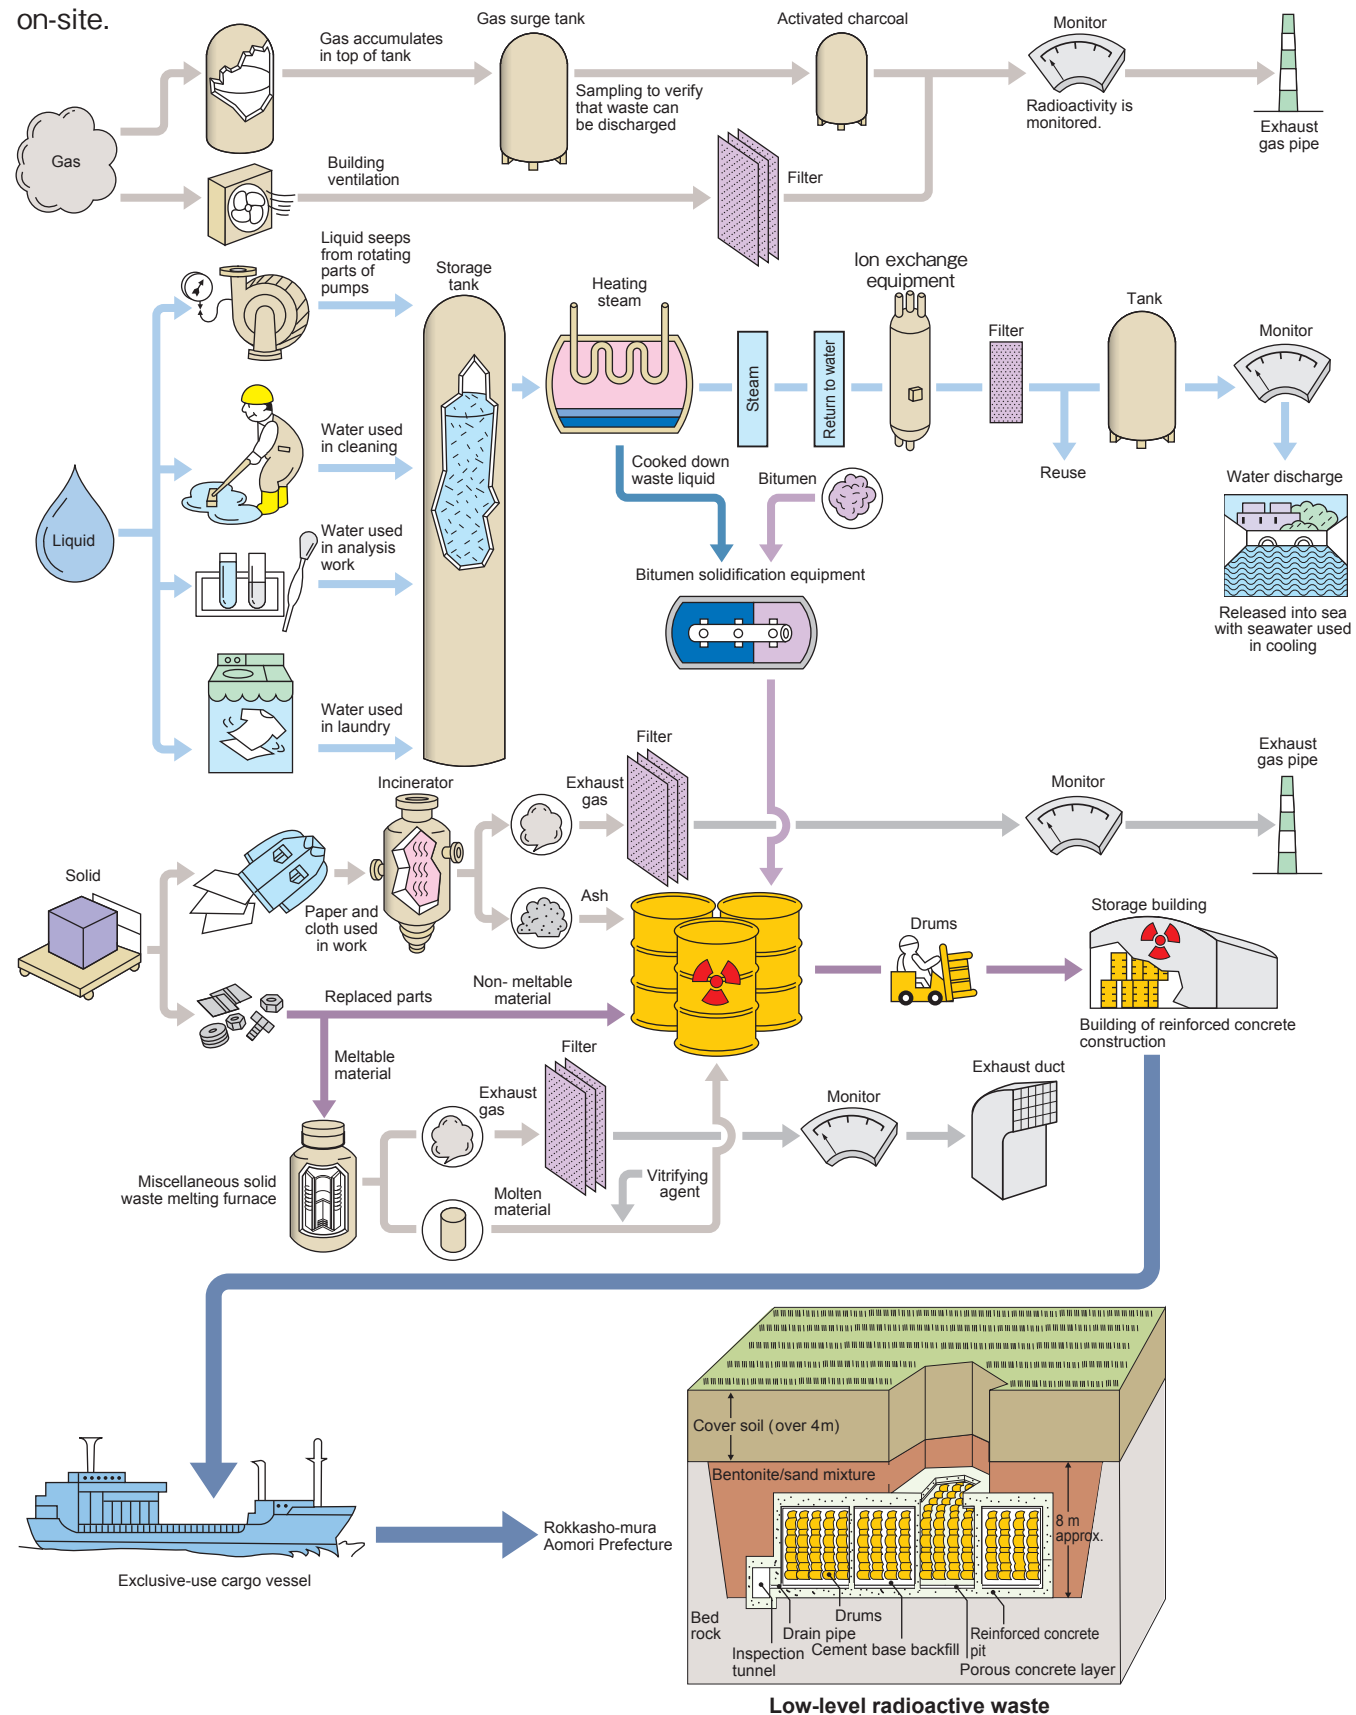 on-site.
Gas
Gas accumulates
in top of tank
Gas surge tank
Sampling to verify
that waste can
be discharged
Activated charcoal
Monitor
Radioactivity is
monitored.
Exhaust
gas pipe
Building
ventilation
Filter
Liquid
Liquid seeps
from rotating
parts of
pumps
Water used
in cleaning
Water used
in analysis
work
Water used
in laundry
Storage
tank
Heating
steam
Steam
Return to water
Ion exchange
equipment
Filter
Reuse
Tank
Monitor
Water discharge
Released into sea
with seawater used
in cooling
Cooked down
waste liquid
Bitumen
Bitumen solidification equipment
Solid
Paper and
cloth used
in work
Incinerator
Exhaust
gas
Filter
Monitor
Exhaust
gas pipe
Ash
Replaced parts
Non- meltable
material
Drums
Storage building
Building of reinforced concrete
construction
Meltable
material
Miscellaneous solid
waste melting furnace
Exhaust
gas
Filter
Monitor
Exhaust duct
Molten
material
Vitrifying
agent
Exclusive-use cargo vessel
Rokkasho-mura
Aomori Prefecture
Cover soil (over 4m)
Bentonite/sand mixture
8 m
approx.
Bed
rock
Inspection
tunnel
Drain pipe
Drums
Cement base backfill
Reinforced concrete
pit
Porous concrete layer
Low-level radioactive waste